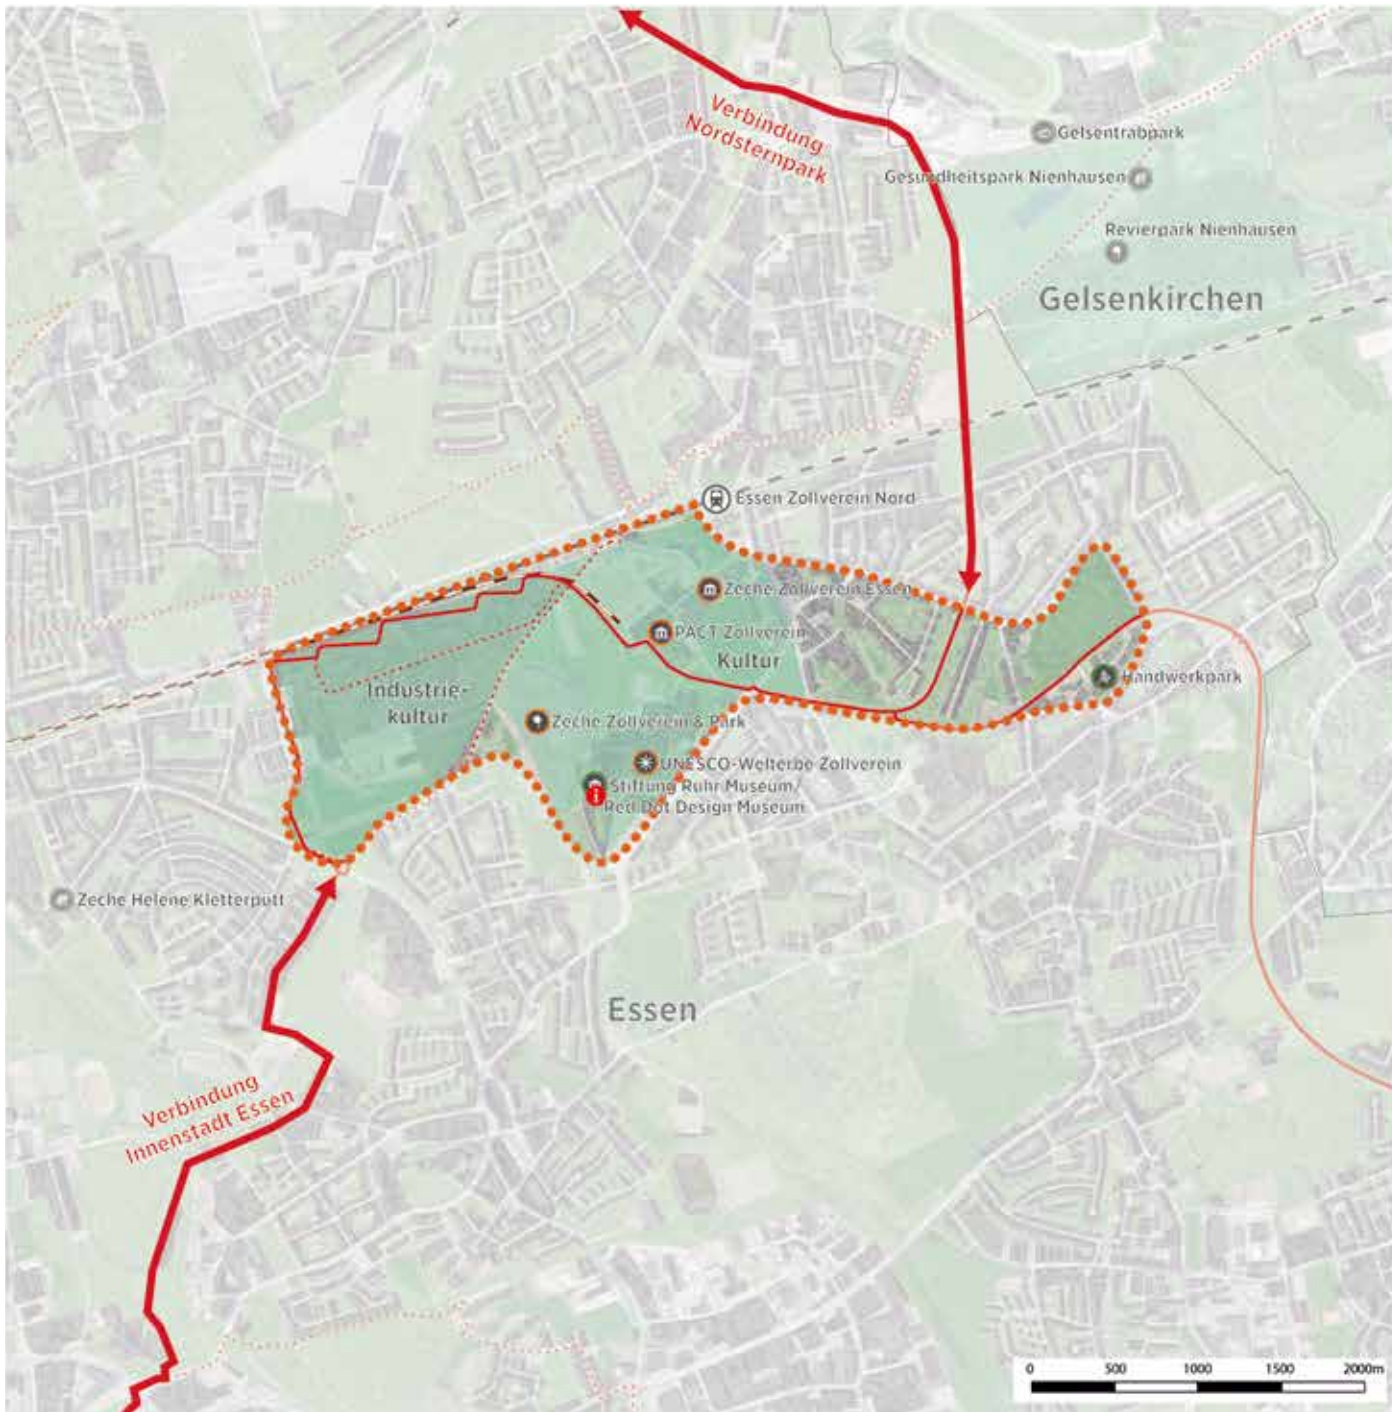 Verbindung
Nordsternpark
Gelsentrabpark
Gesundheitspark Nienhausen
Revierpark Nienhausen
Gelsenkirchen
Essen Zollverein Nord
Zeche Zollverein Essen
PACT Zollverein
Kultur
Handwerkpark
Industrie-
kultur
Zeche Zollverein & Park
UNESCO-Welterbe Zollverein
Stiftung Ruhr Museum/
Red Dot Design Museum
Zeche Helene Kletterpütt
Essen
Verbindung
Innenstadt Essen
0 500 1000 1500 2000m